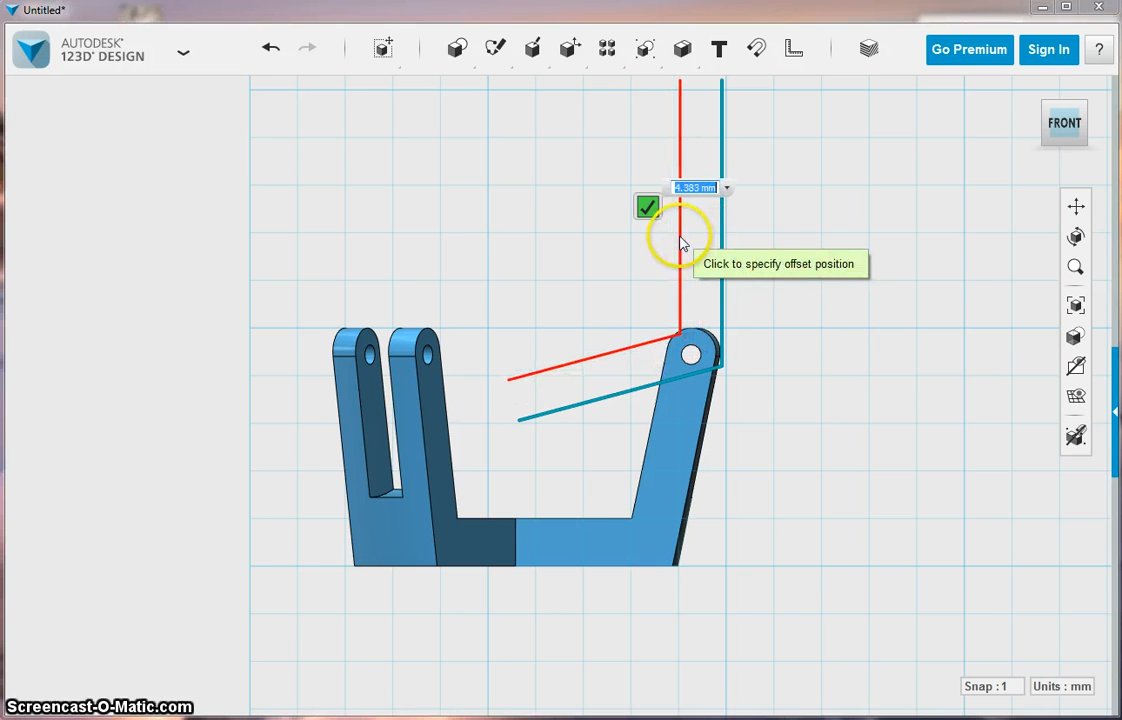 Untitled*
AUTODESK®
123D® DESIGN
T
Go Premium
Sign In
?
FRONT
4.383 mm
Click to specify offset position
Snap : 1
Units : mm
Screencast-O-Matic.com